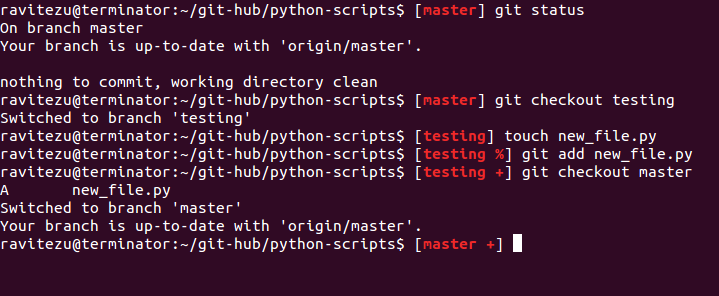 ravitezu@terminator:~/git-hub/python-scripts$ [master] git status
On branch master
Your branch is up-to-date with 'origin/master'.
nothing to commit, working directory clean
ravitezu@terminator:~/git-hub/python-scripts$ [master] git checkout testing
Switched to branch 'testing'
ravitezu@terminator:~/git-hub/python-scripts$ [testing] touch new_file.py
ravitezu@terminator:~/git-hub/python-scripts$ [testing %] git add new_file.py
ravitezu@terminator:~/git-hub/python-scripts$ [testing +] git checkout master
A       new_file.py
Switched to branch 'master'
Your branch is up-to-date with 'origin/master'.
ravitezu@terminator:~/git-hub/python-scripts$ [master +]